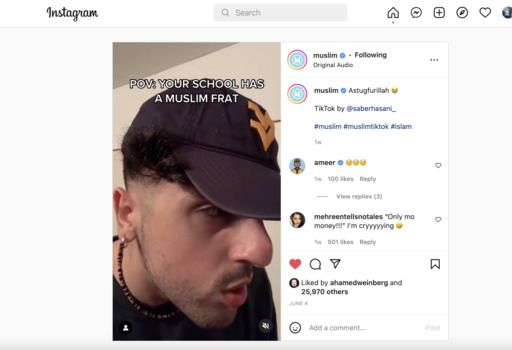 Instagram
Search
POV: YOUR SCHOOL HAS
A MUSLIM FRAT
muslim • Following
Original Audio
muslim Astugfurillah 😂
TikTok by @saberhasani_
#muslim #muslimtiktok #islam
1w
ameer
1w 100 likes Reply
View replies (3)
mehreentellsnotales “Only mo
money!!!” I’m cryyyyying
1w 501 likes Reply
Liked by ahamedweinberg and
25,970 others
JUNE 4
Add a comment…
Post